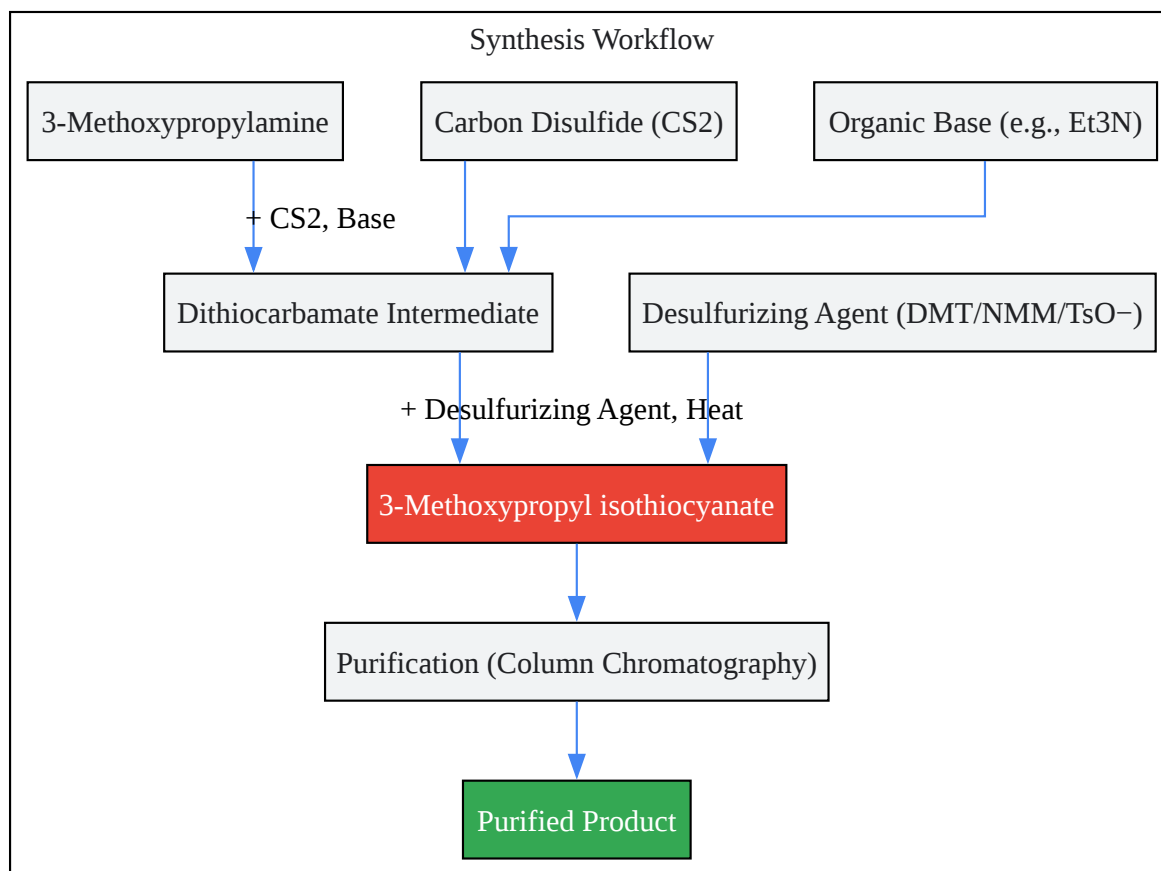 Synthesis Workflow
3-Methoxypropylamine
Carbon Disulfide (CS2)
Organic Base (e.g., Et3N)
+ CS2, Base
Dithiocarbamate Intermediate
Desulfurizing Agent (DMT/NMM/TsO−)
+ Desulfurizing Agent, Heat
3-Methoxypropyl isothiocyanate
Purification (Column Chromatography)
Purified Product